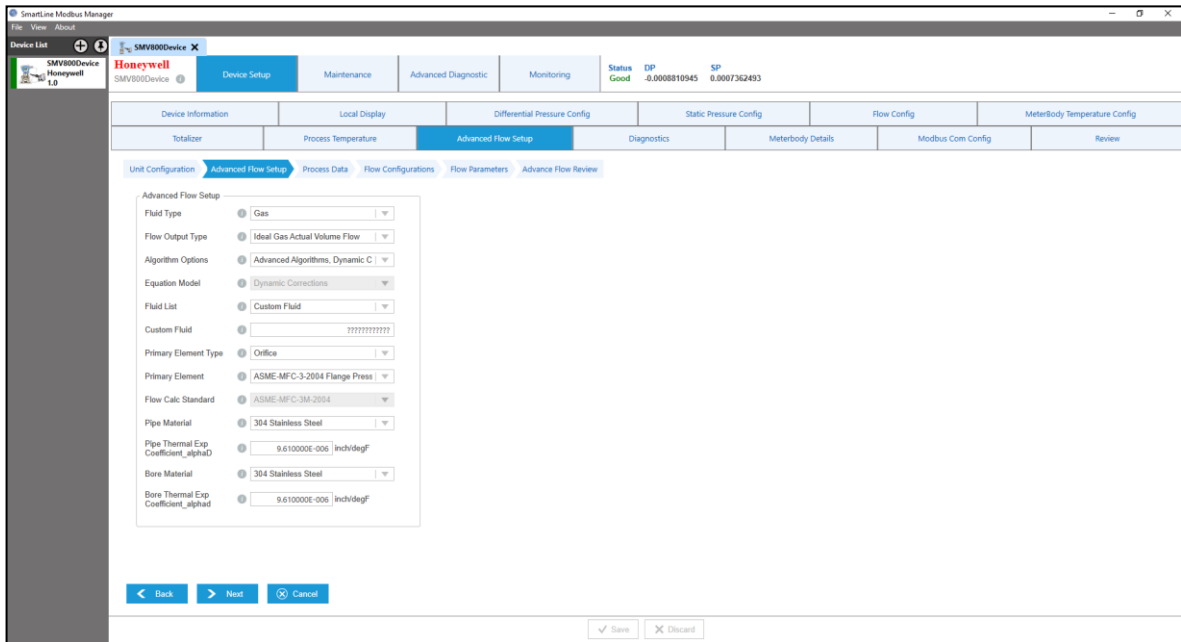 SmartLine Modbus Manager
File View About
Device List
SMV800Device
Honeywell
1.0
SMV800Device
Honeywell
SMV800Device
Device Setup
Maintenance
Advanced Diagnostic
Monitoring
Status DP SP
Good -0.0008810945 0.0007362493
Device Information
Local Display
Differential Pressure Config
Static Pressure Config
Flow Config
MeterBody Temperature Config
Totalizer
Process Temperature
Advanced Flow Setup
Diagnostics
Meterbody Details
Modbus Com Config
Review
Unit Configuration
Advanced Flow Setup
Process Data
Flow Configurations
Flow Parameters
Advance Flow Review
Advanced Flow Setup
Fluid Type Gas
Flow Output Type Ideal Gas Actual Volume Flow
Algorithm Options Advanced Algorithms, Dynamic C
Equation Model Dynamic Corrections
Fluid List Custom Fluid
Custom Fluid ????????????
Primary Element Type Orifice
Primary Element ASME-MFC-3-2004 Flange Press
Flow Calc Standard ASME-MFC-3M-2004
Pipe Material 304 Stainless Steel
Pipe Thermal Exp
Coefficient_alphaD 9.610000E-006 inch/degF
Bore Material 304 Stainless Steel
Bore Thermal Exp
Coefficient_alphad 9.610000E-006 inch/degF
Back
Next
Cancel
Save
Discard